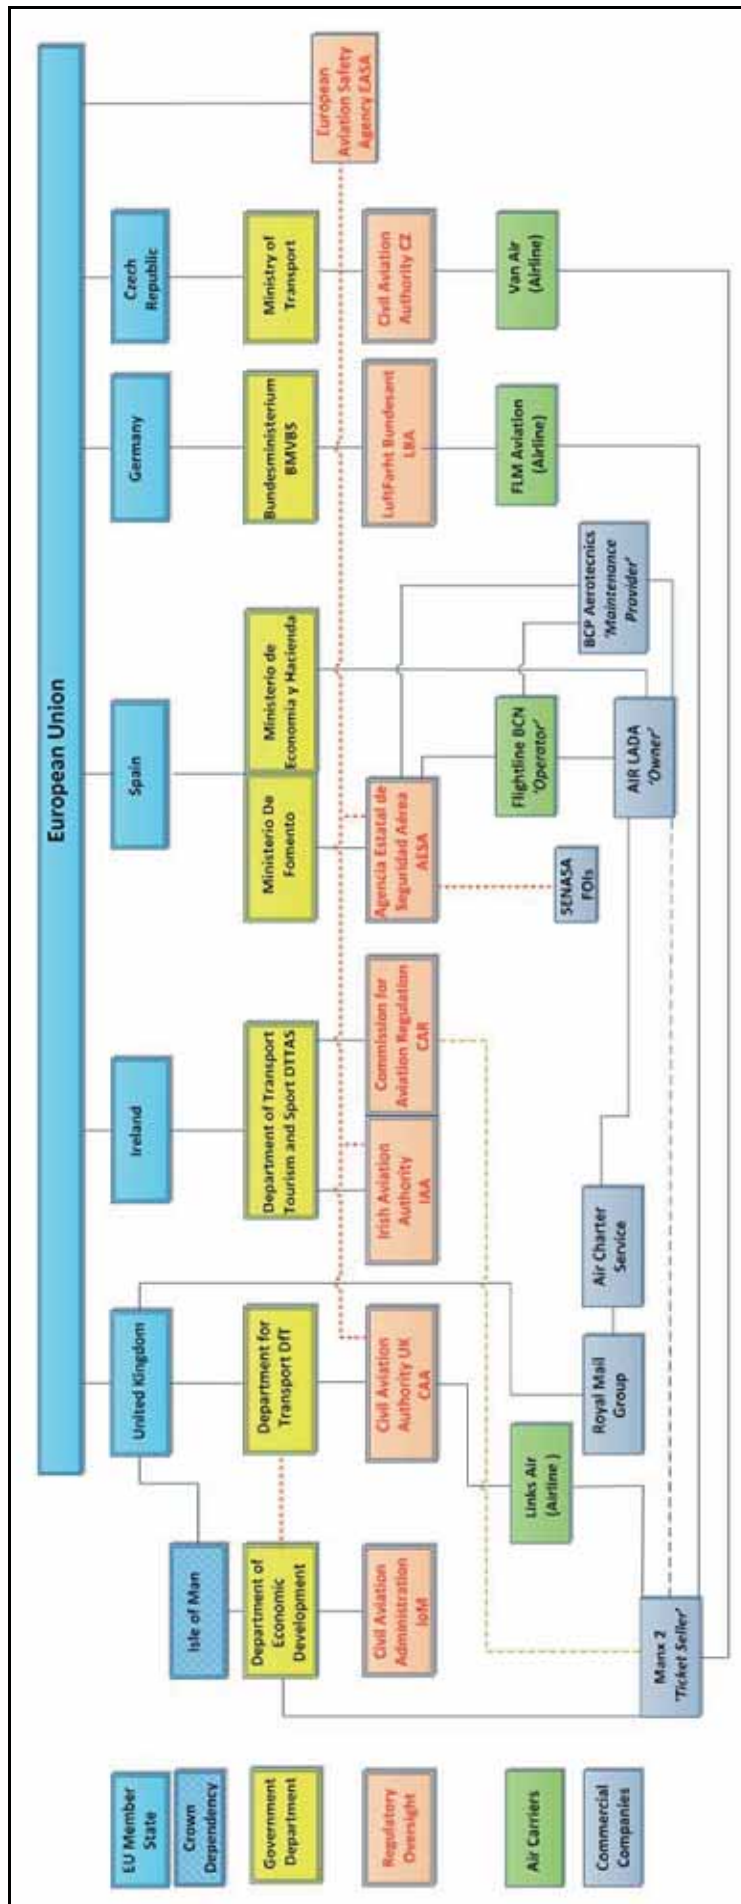 European Union
EU Member
State
Crown
Dependency
Government
Department
Regulatory
Oversight
Air Carriers
Commercial
Companies
United Kingdom
Ireland
Spain
Germany
Czech
Republic
Isle of Man
Department of
Economic
Development
Department for
Transport DfT
Department of Transport
Tourism and Sport DTTAS
Ministerio De
Fomento
Ministerio de
Economia y Hacienda
Bundesministerium
BMVBS
Ministry of
Transport
European
Aviation Safety
Agency EASA
Civil Aviation
Administration
IoM
Civil Aviation
Authority UK
CAA
Irish Aviation
Authority
IAA
Commission for
Aviation Regulation
CAR
Agencia Estatal de
Seguridad Aérea
AESA
LuftFarht Bundesant
LBA
Civil Aviation
Authority CZ
Links Air
(Airline )
Flightline BCN
'Operator'
FLM Aviation
(Airline)
Van Air
(Airline)
SENASA
FOIs
Royal Mail
Group
Air Charter
Service
BCP Aerotecnics
'Maintenance
Provider'
AIR LADA
'Owner'
Manx 2
'Ticket Seller'